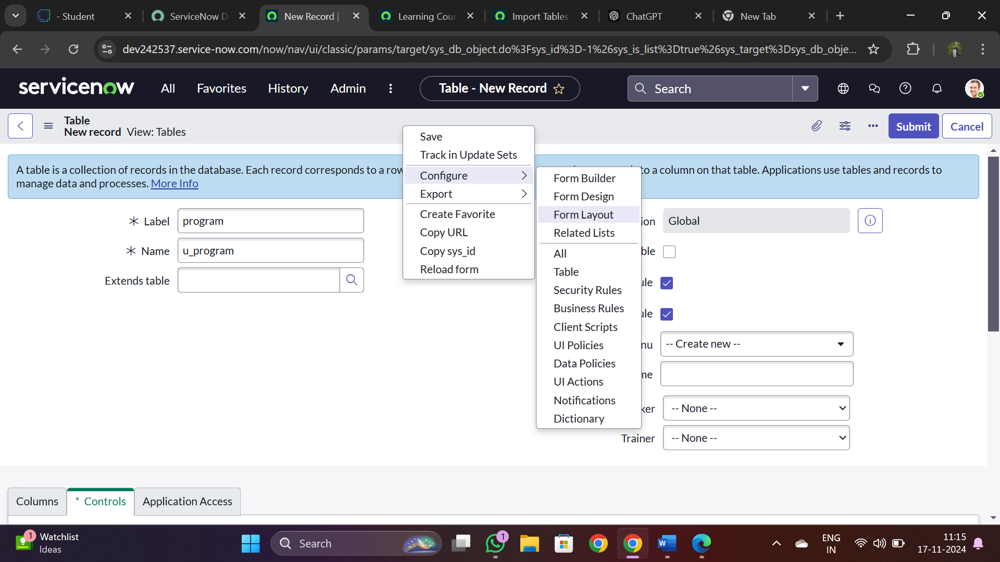 - Student
ServiceNow D
New Record |
Learning Cour
Import Tables
ChatGPT
New Tab
dev242537.service-now.com/now/nav/ui/classic/params/target/sys_db_object.do%3Fsys_id%3D-1%26sys_is_list%3Dtrue%26sys_target%3Dsys_db_obje...
servicenow
All
Favorites
History
Admin
Table - New Record
Search
Table
New record View: Tables
Submit
Cancel
A table is a collection of records in the database. Each record corresponds to a row
to a column on that table. Applications use tables and records to
manage data and processes. More Info
Save
Track in Update Sets
Configure
Export
Create Favorite
Copy URL
Copy sys_id
Reload form
Form Builder
Form Design
Form Layout
Related Lists
All
Table
Security Rules
Business Rules
Client Scripts
UI Policies
Data Policies
UI Actions
Notifications
Dictionary
* Label
program
* Name
u_program
Extends table
ion
Global
ble
ule
ule
nu
-- Create new --
me
ker
-- None --
Trainer
-- None --
Columns
* Controls
Application Access
1
Watchlist
Ideas
Search
1
W
ENG
IN
11:15
17-11-2024